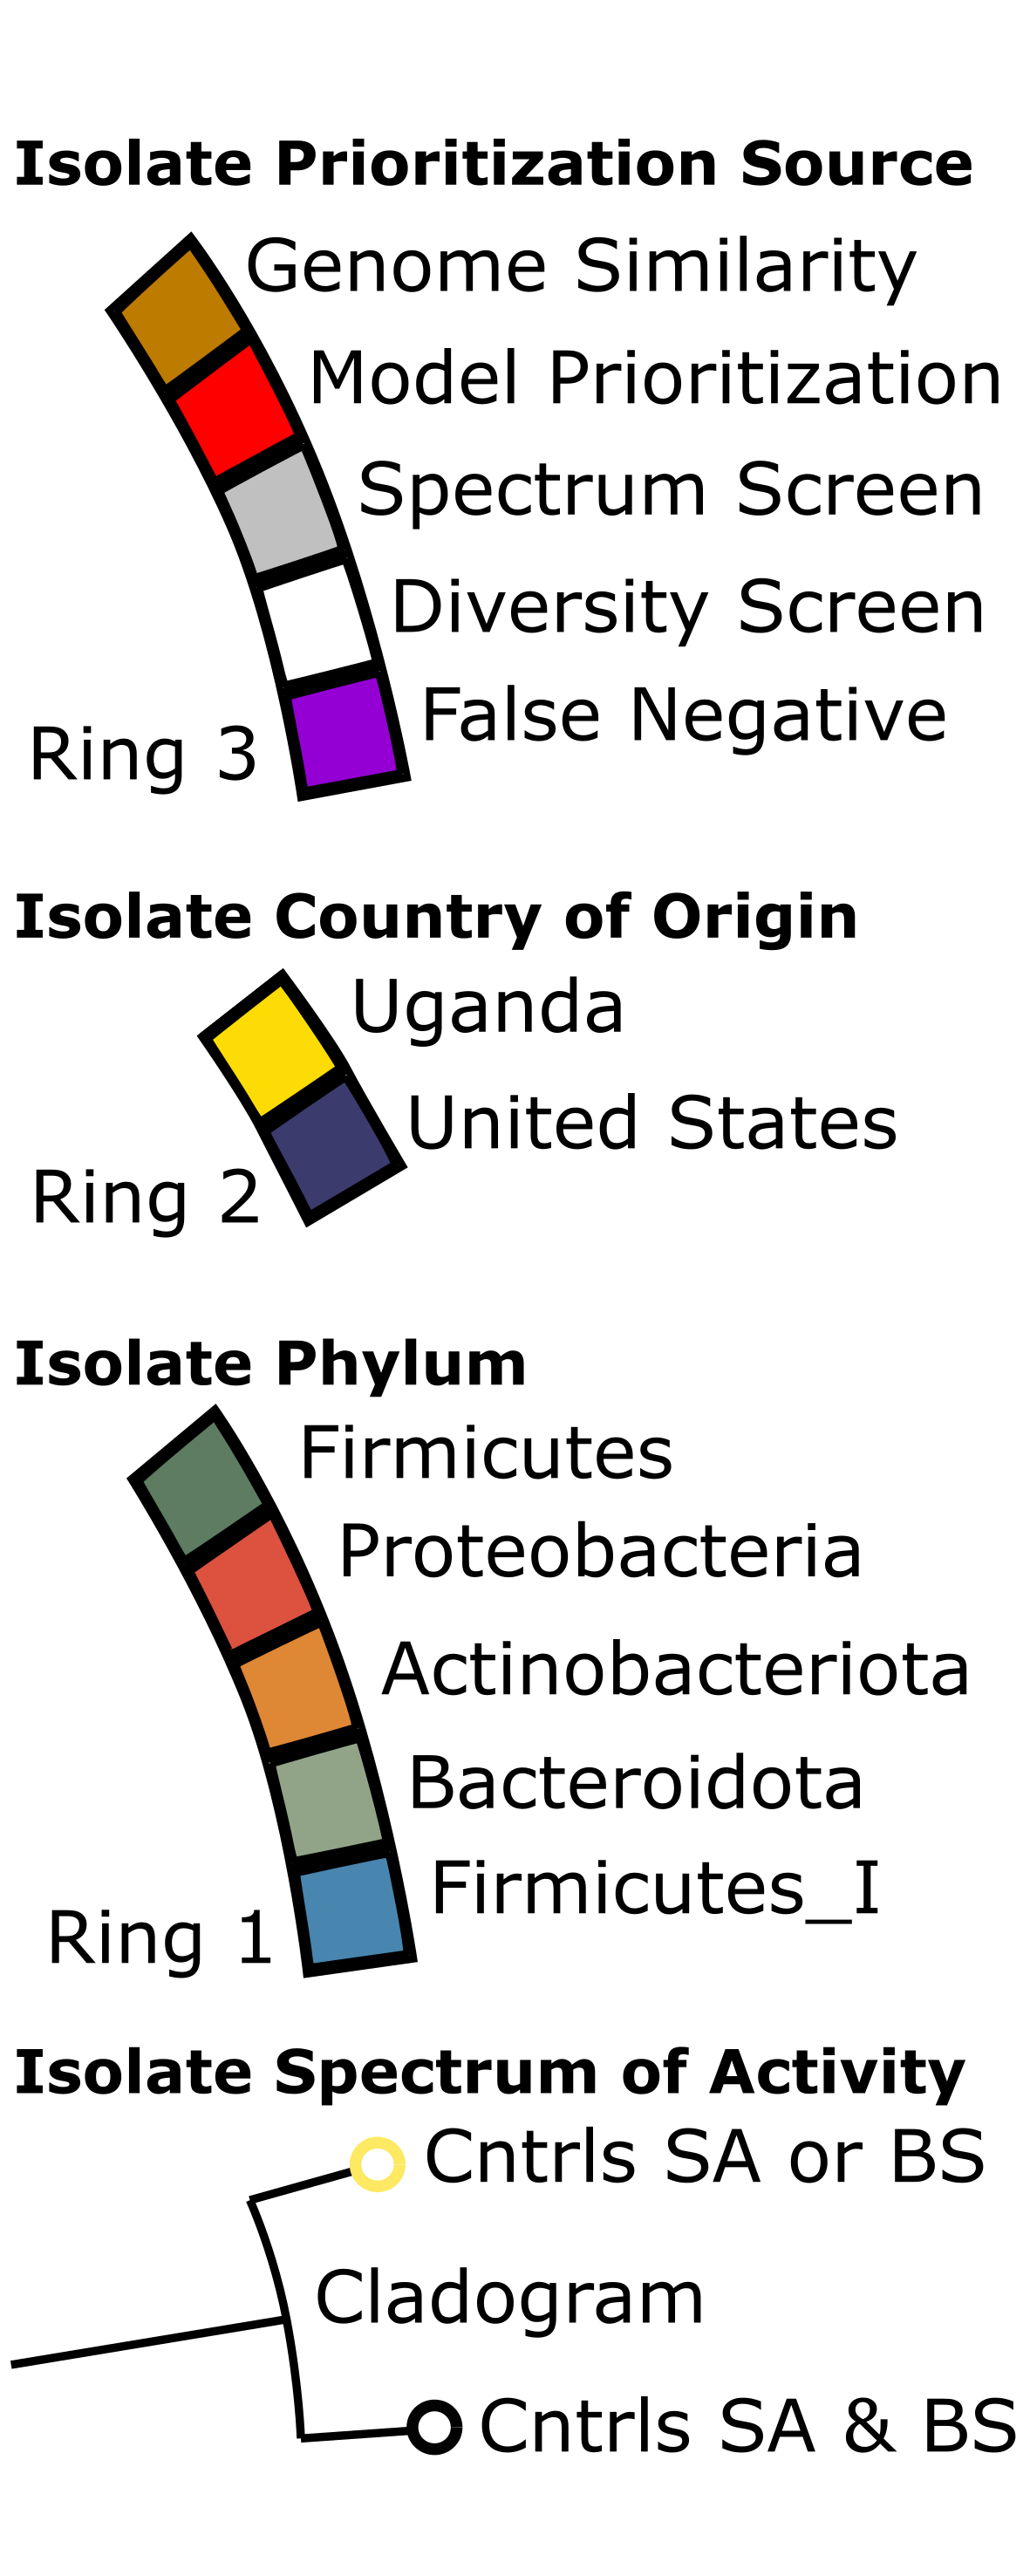 Isolate Prioritization Source
Genome Similarity
Model Prioritization
Spectrum Screen
Diversity Screen
False Negative
Ring 3
Isolate Country of Origin
Uganda
United States
Ring 2
Isolate Phylum
Firmicutes
Proteobacteria
Actinobacteriota
Bacteroidota
Firmicutes_I
Ring 1
Isolate Spectrum of Activity
Cntrls SA or BS
Cladogram
Cntrls SA & BS